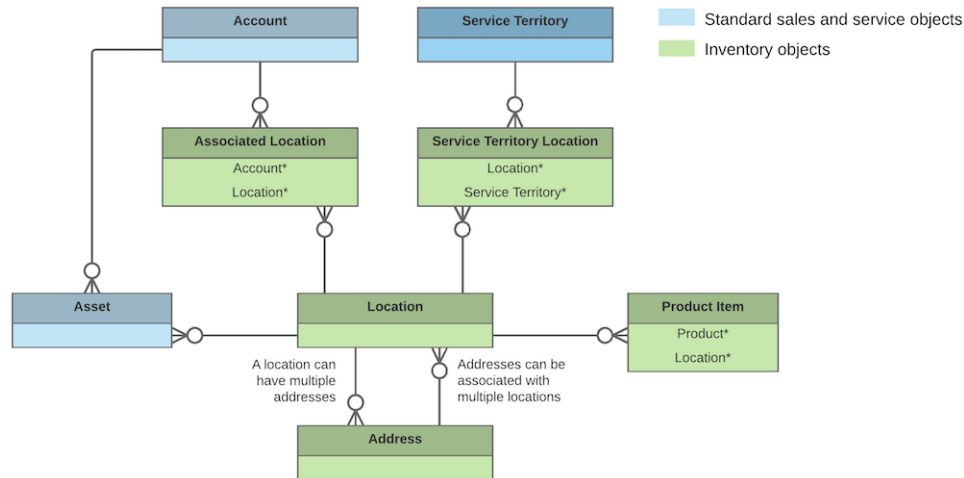 Account
Service Territory
Standard sales and service objects
Inventory objects
Associated Location
Account*
Location*
Service Territory Location
Location*
Service Territory*
Asset
Location
Product Item
Product*
Location*
A location can
have multiple
addresses
Addresses can be
associated with
multiple locations
Address